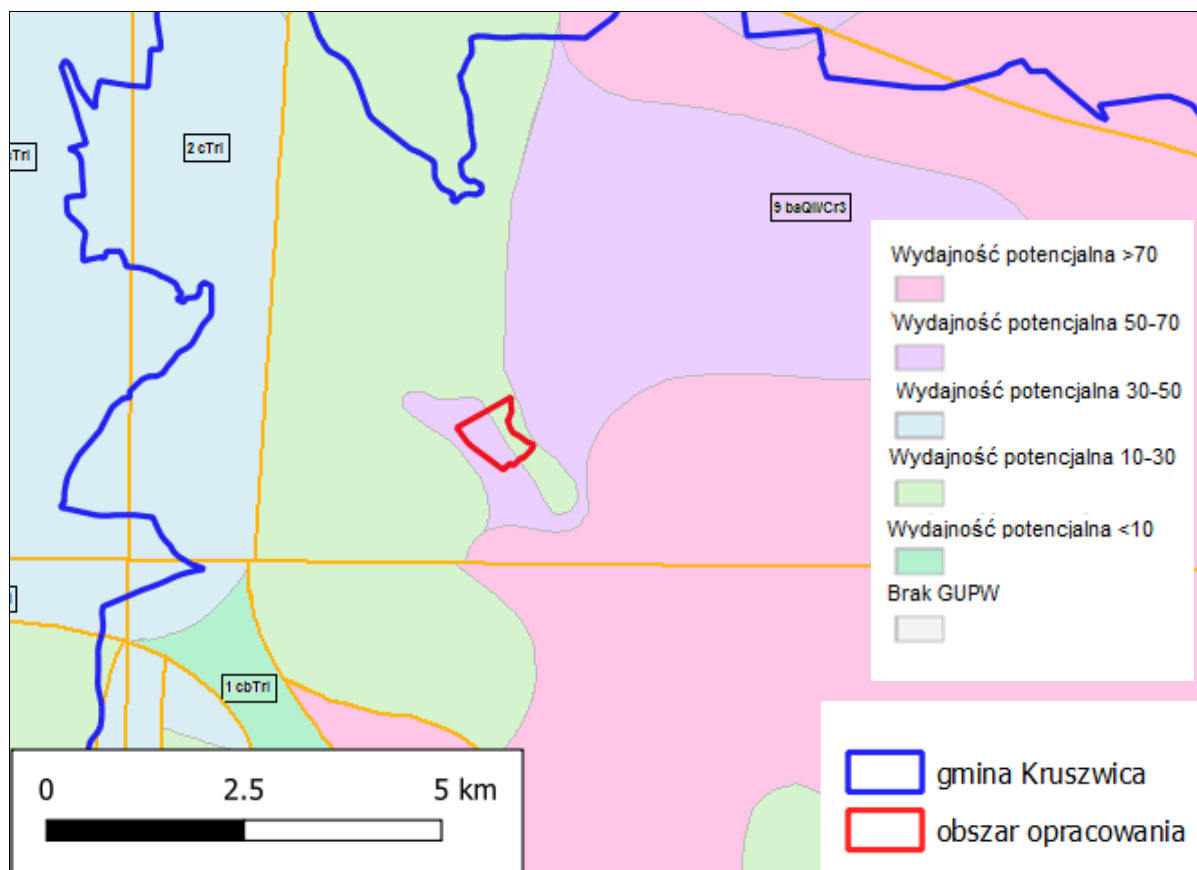 2 cTrI
cTrI
9 baQII/Cr3
Wydajność potencjalna >70
Wydajność potencjalna 50-70
Wydajność potencjalna 30-50
Wydajność potencjalna 10-30
Wydajność potencjalna <10
Brak GUPW
1 cbTrI
0 2.5 5 km
gmina Kruszwica
obszar opracowania